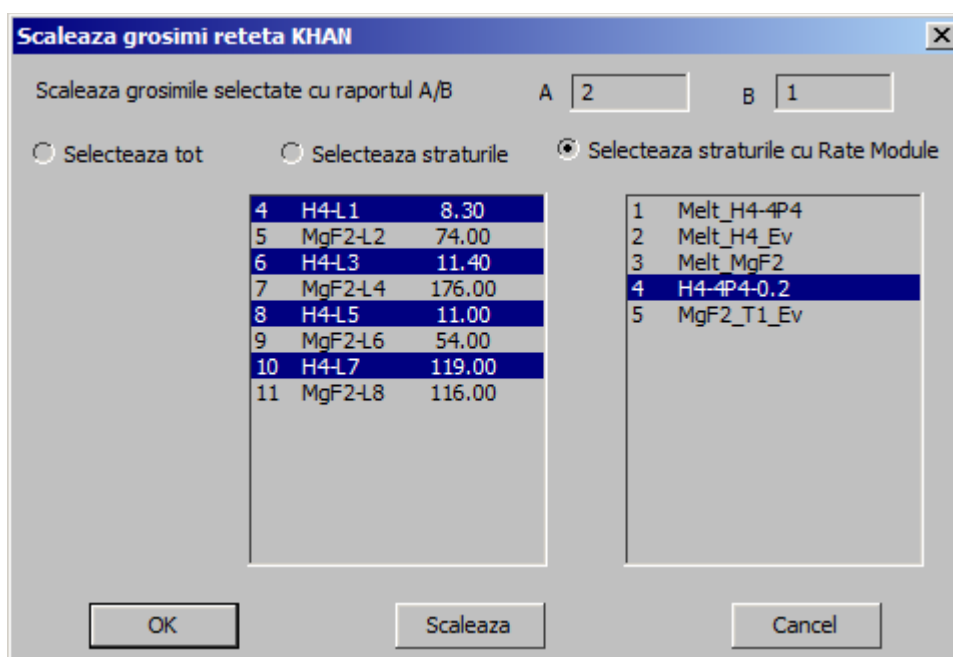 Scaleaza grosimi reteta KHAN
Scaleaza grosimile selectate cu raportul A/B A 2 B 1
Selecteaza tot Selecteaza straturile Selecteaza straturile cu Rate Module
4 H4-L1 8.30
5 MgF2-L2 74.00
6 H4-L3 11.40
7 MgF2-L4 176.00
8 H4-L5 11.00
9 MgF2-L6 54.00
10 H4-L7 119.00
11 MgF2-L8 116.00
1 Melt_H4-4P4
2 Melt_H4_Ev
3 Melt_MgF2
4 H4-4P4-0.2
5 MgF2_T1_Ev
OK Scaleaza Cancel